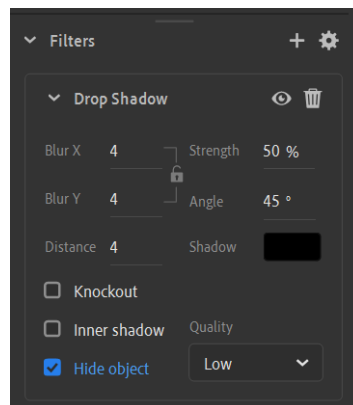 Filters
Drop Shadow
Blur X 4 Strength 50 %
Blur Y 4 Angle 45 °
Distance 4 Shadow
Knockout
Inner shadow Quality
Hide object Low